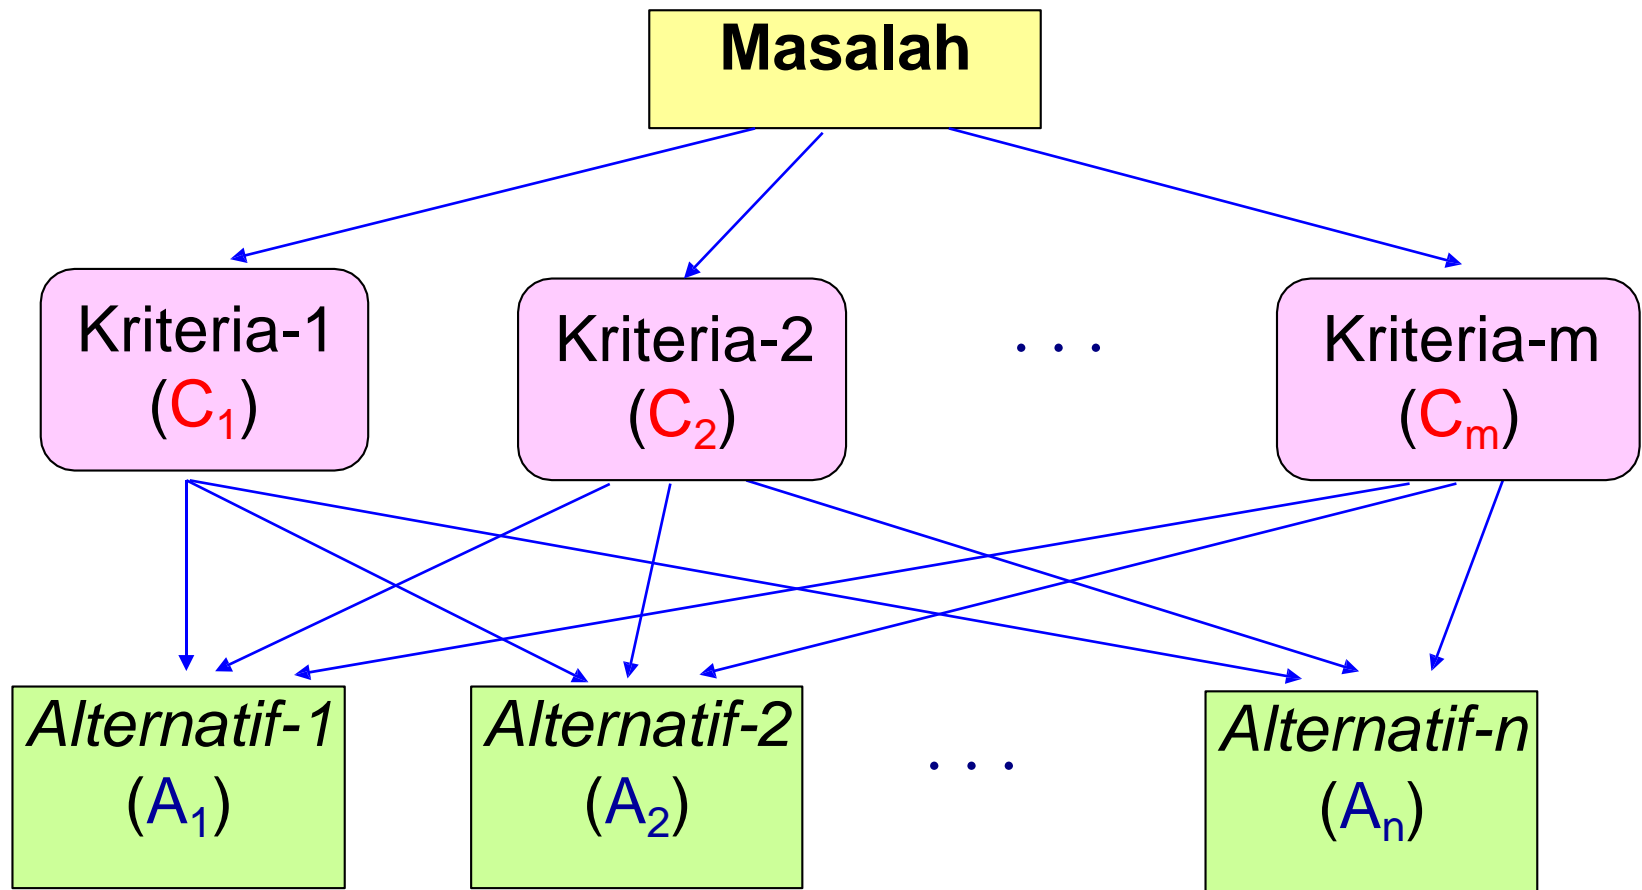 Masalah
Kriteria-1
(C₁)
Kriteria-2
(C₂)
. . .
Kriteria-m
(Cₘ)
Alternatif-1
(A₁)
Alternatif-2
(A₂)
. . .
Alternatif-n
(Aₙ)